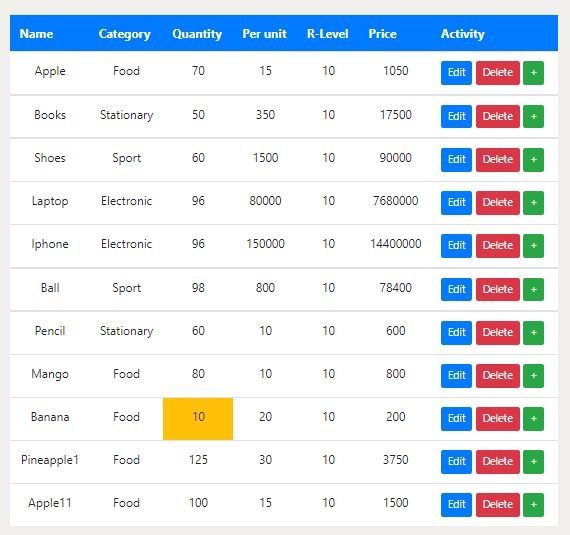 Name Category Quantity Per unit R-Level Price Activity
Apple Food 70 15 10 1050 Edit Delete +
Books Stationary 50 350 10 17500 Edit Delete +
Shoes Sport 60 1500 10 90000 Edit Delete +
Laptop Electronic 96 80000 10 7680000 Edit Delete +
Iphone Electronic 96 150000 10 14400000 Edit Delete +
Ball Sport 98 800 10 78400 Edit Delete +
Pencil Stationary 60 10 10 600 Edit Delete +
Mango Food 80 10 10 800 Edit Delete +
Banana Food 10 20 10 200 Edit Delete +
Pineapple1 Food 125 30 10 3750 Edit Delete +
Apple11 Food 100 15 10 1500 Edit Delete +